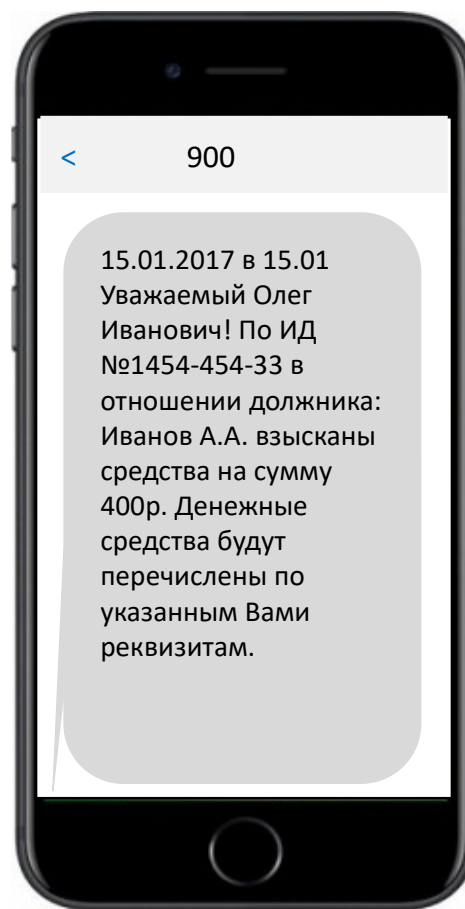 < 900
15.01.2017 в 15.01
Уважаемый Олег
Иванович! По ИД
№1454-454-33 в
отношении должника:
Иванов А.А. взысканы
средства на сумму
400р. Денежные
средства будут
перечислены по
указанным Вами
реквизитам.